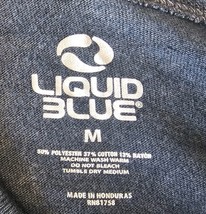 LIQUID
BLUE®
M
50% POLYESTER 37% COTTON 13% RAYON
MACHINE WASH WARM
DO NOT BLEACH
TUMBLE DRY MEDIUM
MADE IN HONDURAS
RN81758